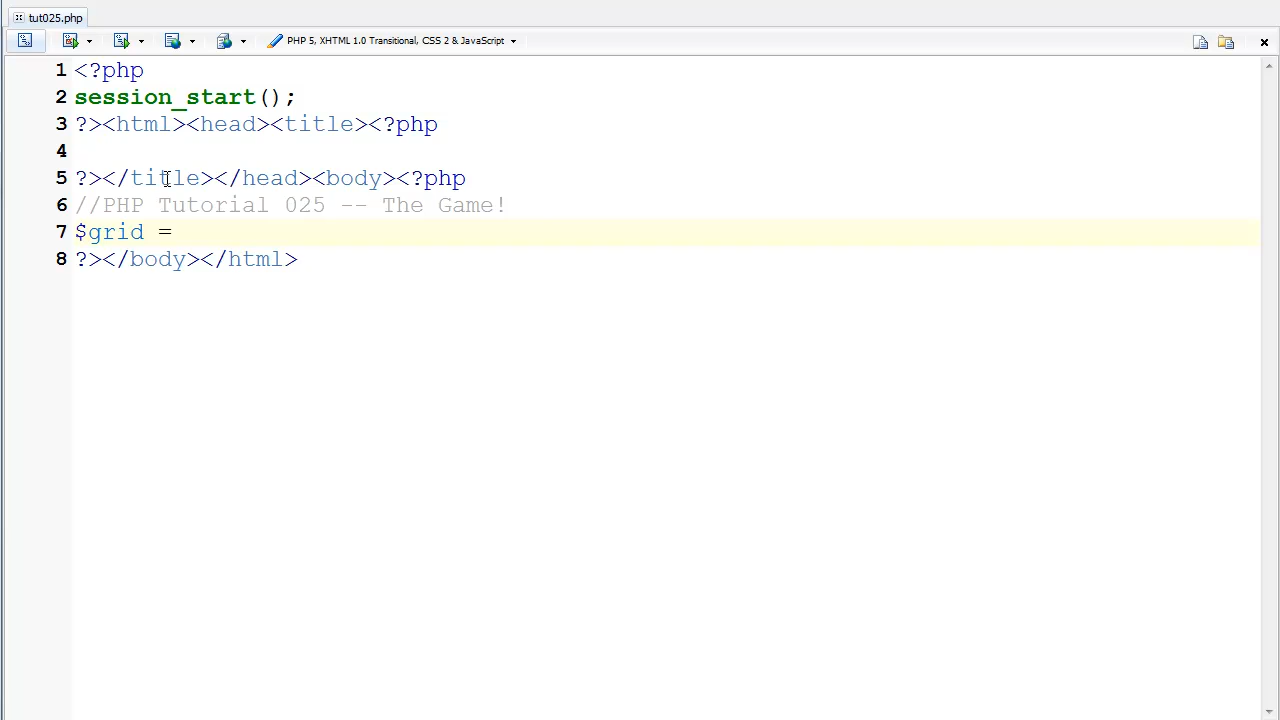 tut025.php
PHP 5, XHTML 1.0 Transitional, CSS 2 & JavaScript
1 <?php
2 session_start();
3 ?><html><head><title><?php
4
5 ?></title></head><body><?php
6 //PHP Tutorial 025 -- The Game!
7 $grid =
8 ?></body></html>